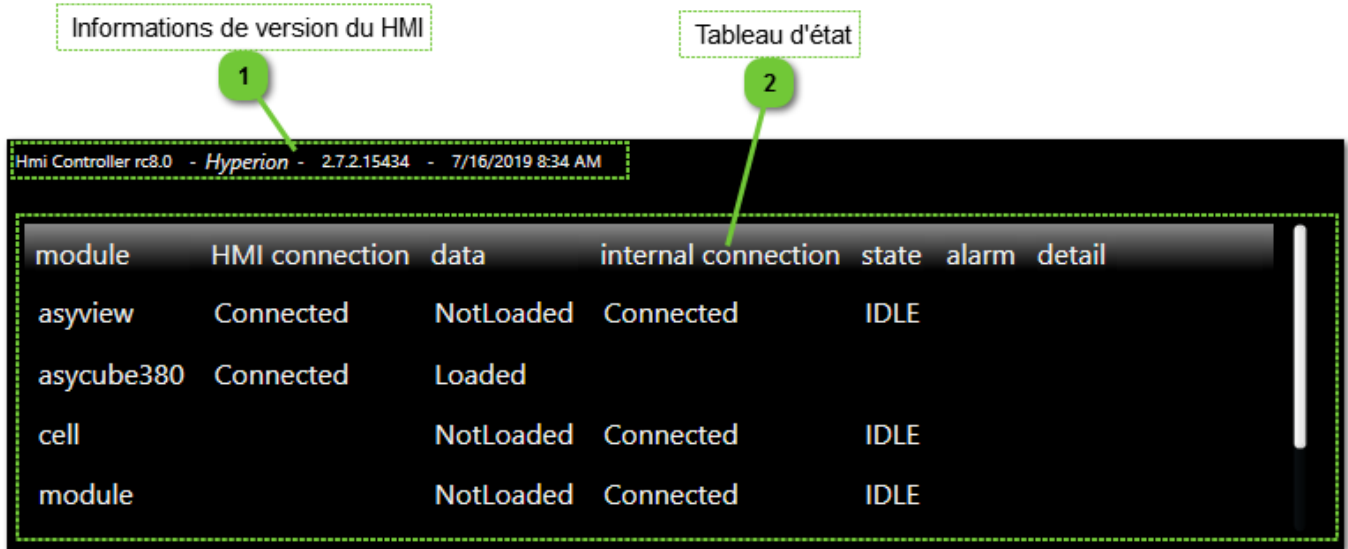 Informations de version du HMI
Tableau d'état
1
2
Hmi Controller rc8.0 - Hyperion - 2.7.2.15434 - 7/16/2019 8:34 AM
module HMI connection data internal connection state alarm detail
asyview Connected NotLoaded Connected IDLE
asycube380 Connected Loaded
cell NotLoaded Connected IDLE
module NotLoaded Connected IDLE